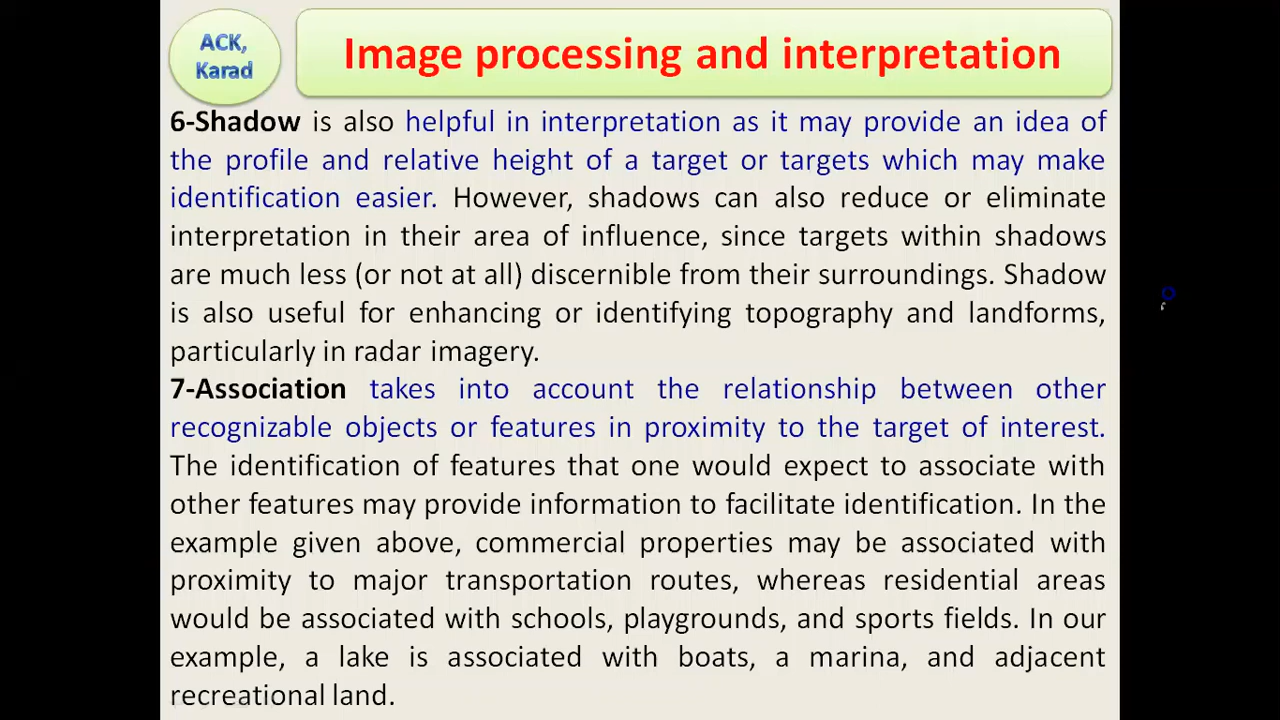 ACK,
Karad
Image processing and interpretation
6-Shadow is also helpful in interpretation as it may provide an idea of
the profile and relative height of a target or targets which may make
identification easier. However, shadows can also reduce or eliminate
interpretation in their area of influence, since targets within shadows
are much less (or not at all) discernible from their surroundings. Shadow
is also useful for enhancing or identifying topography and landforms,
particularly in radar imagery.
7-Association takes into account the relationship between other
recognizable objects or features in proximity to the target of interest.
The identification of features that one would expect to associate with
other features may provide information to facilitate identification. In the
example given above, commercial properties may be associated with
proximity to major transportation routes, whereas residential areas
would be associated with schools, playgrounds, and sports fields. In our
example, a lake is associated with boats, a marina, and adjacent
recreational land.